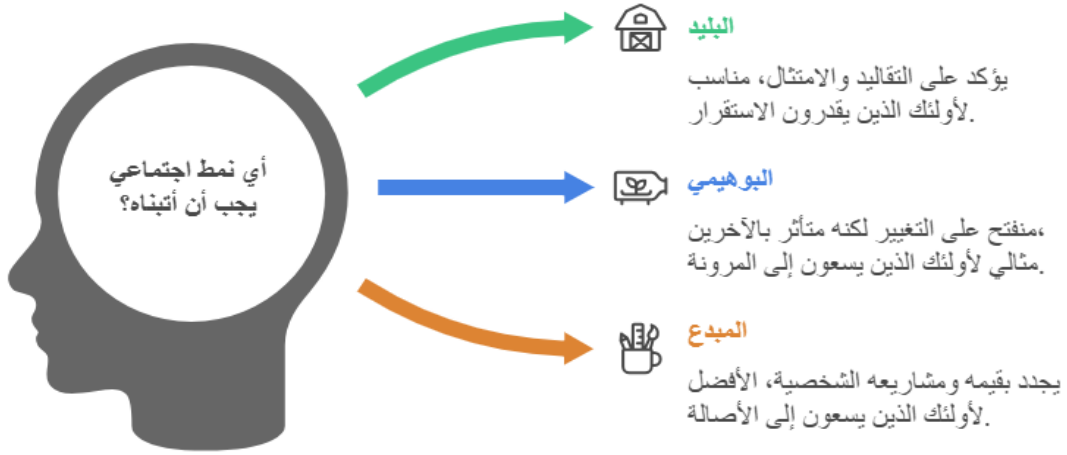 أي نمط اجتماعي
يجب أن أتبناه؟
البليد
يؤكد على التقاليد والامتثال، مناسب
لأولئك الذين يقدرون الاستقرار.
البوهيمي
منفتح على التغيير لكنه متأثر بالآخرين،
مثالي لأولئك الذين يسعون إلى المرونة.
المبدع
يجدد بقيمه ومشاريعه الشخصية، الأفضل
لأولئك الذين يسعون إلى الأصالة.